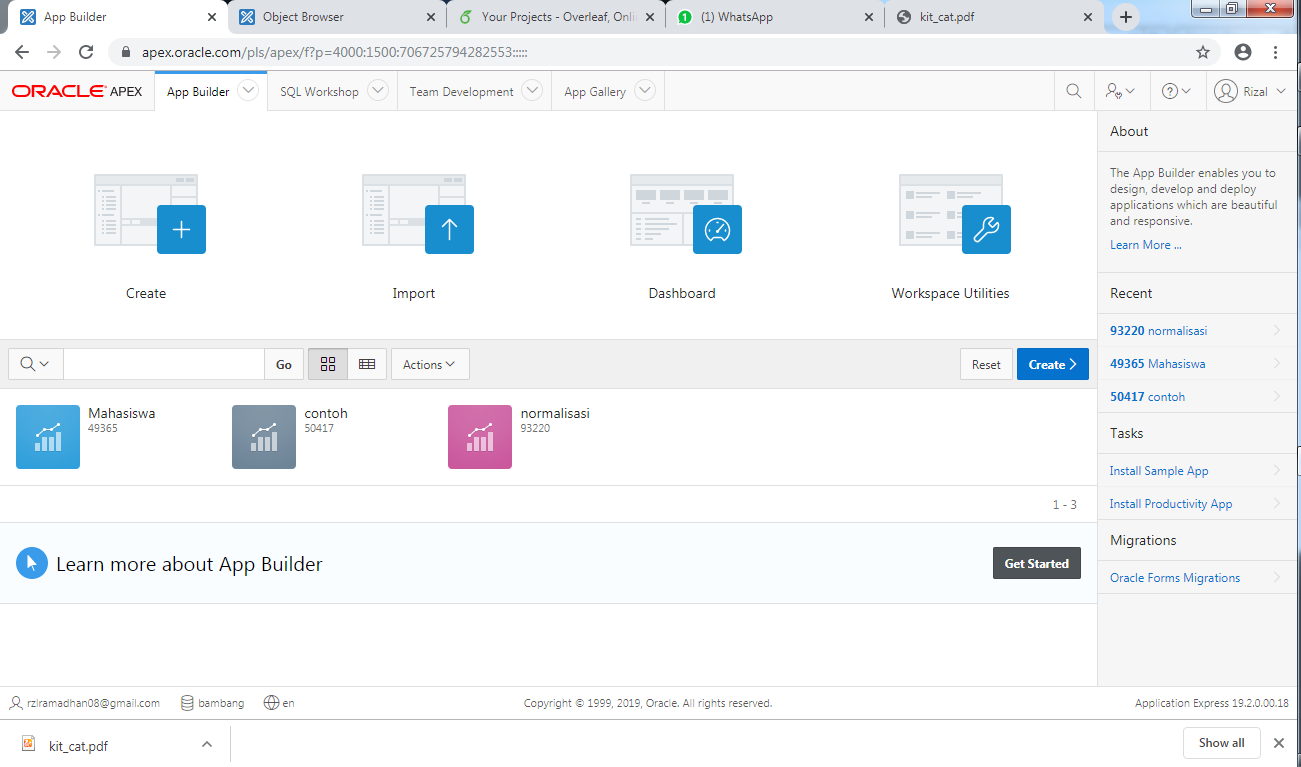 App Builder
Object Browser
Your Projects - Overleaf, Onli
(1) WhatsApp
kit_cat.pdf
apex.oracle.com/pls/apex/f?p=4000:1500:706725794282553:::::
ORACLE APEX
App Builder
SQL Workshop
Team Development
App Gallery
Rizal
Create
Import
Dashboard
Workspace Utilities
Go
Actions
Reset
Create
Mahasiswa
49365
contoh
50417
normalisasi
93220
1 - 3
Learn more about App Builder
Get Started
About
The App Builder enables you to
design, develop and deploy
applications which are beautiful
and responsive.
Learn More ...
Recent
93220 normalisasi
49365 Mahasiswa
50417 contoh
Tasks
Install Sample App
Install Productivity App
Migrations
Oracle Forms Migrations
rzlramadhan08@gmail.com
bambang
en
Copyright © 1999, 2019, Oracle. All rights reserved.
Application Express 19.2.0.00.18
kit_cat.pdf
Show all